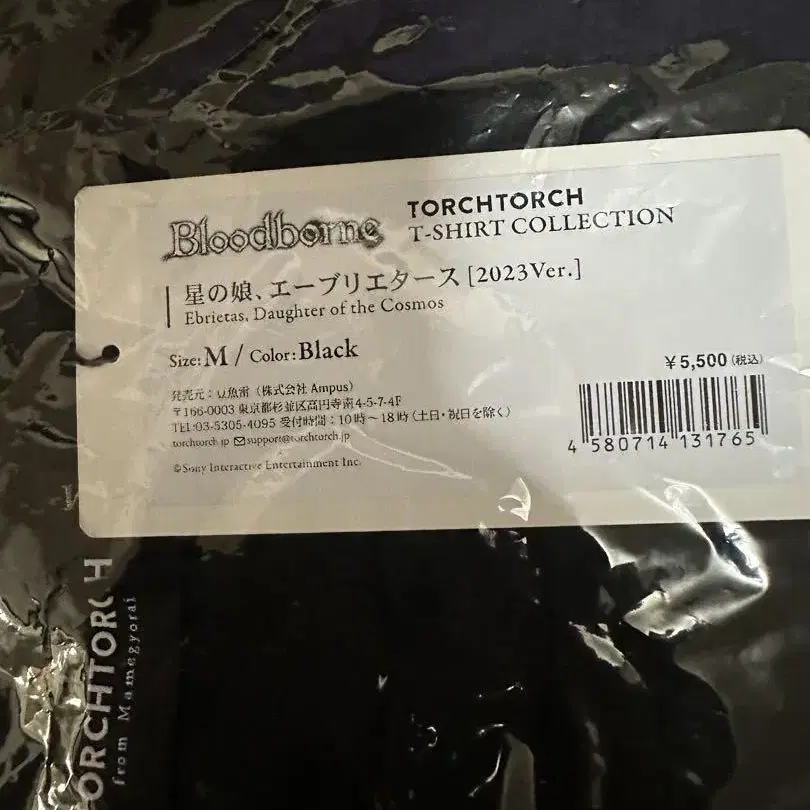 Bloodborne
TORCHTORCH
T-SHIRT COLLECTION
星の娘、エーブリエタース [2023Ver.]
Ebrietas, Daughter of the Cosmos
Size: M / Color: Black
¥5,500 (税込)
発売元：豆魚雷（株式会社 Ampus）
〒166-0003 東京都杉並区高円寺南4-5-7-4F
TEL:03-5305-4095 受付時間：10時～18時（土日・祝日を除く）
torchtorch.jp support@torchtorch.jp
©Sony Interactive Entertainment Inc.
4 580714 131765
TORCHTORCH
from Mamegyorai